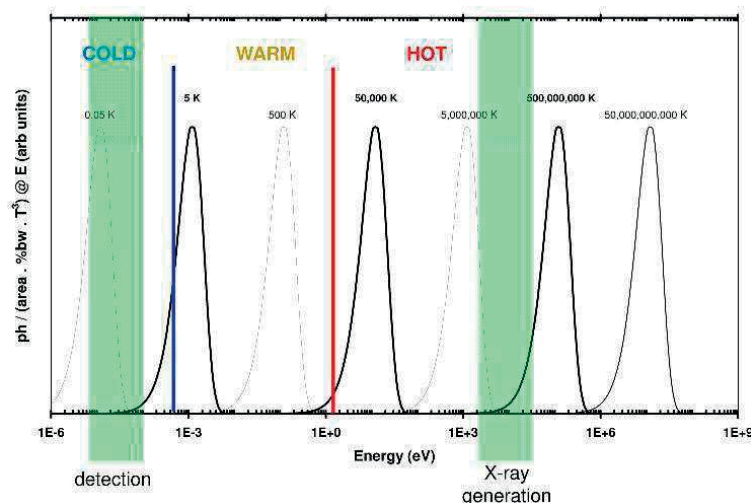 COLD WARM HOT
0.05 K 5 K 500 K 50,000 K 5,000,000 K 500,000,000 K 50,000,000,000 K
ph / (area . %bw . T³) @ E (arb units)
1E-6 1E-3 1E+0 1E+3 1E+6 1E+9
Energy (eV)
detection
X-ray
generation